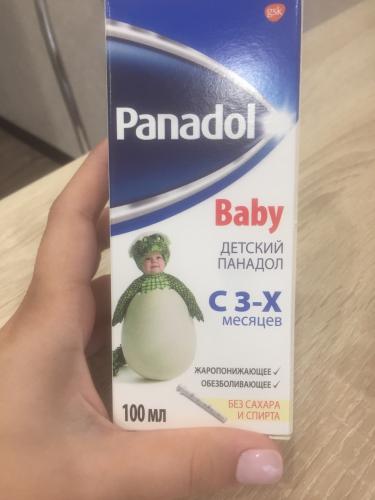 gsk
Panadol
Baby
ДЕТСКИЙ
ПАНАДОЛ
С 3-Х
месяцев
ЖАРОПОНИЖАЮЩЕЕ ✓
ОБЕЗБОЛИВАЮЩЕЕ ✓
100 МЛ
БЕЗ САХАРА
И СПИРТА